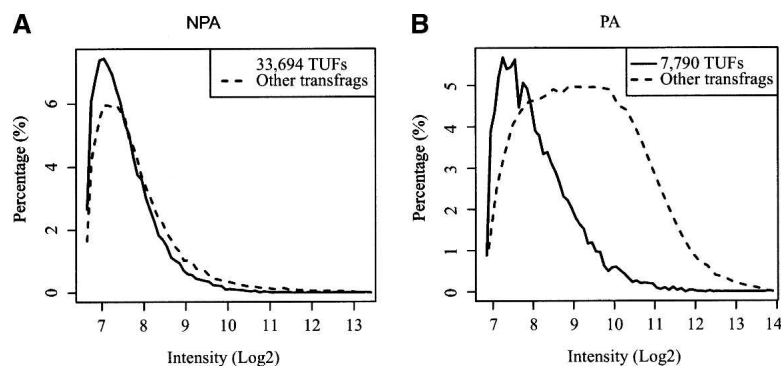 A
NPA
33,694 TUFs
Other transfrags
Percentage (%)
0 2 4 6
7 8 9 10 11 12 13
Intensity (Log2)
B
PA
7,790 TUFs
Other transfrags
Percentage (%)
0 1 2 3 4 5
7 8 9 10 11 12 13 14
Intensity (Log2)